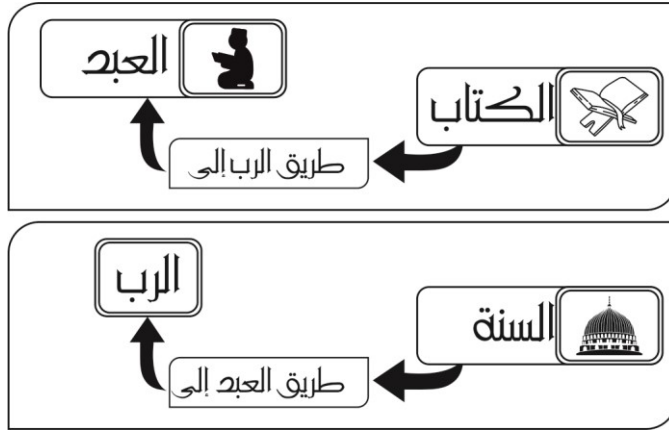 الكتاب
طريق الرب إلى
العبد
السنة
طريق العبد إلى
الرب